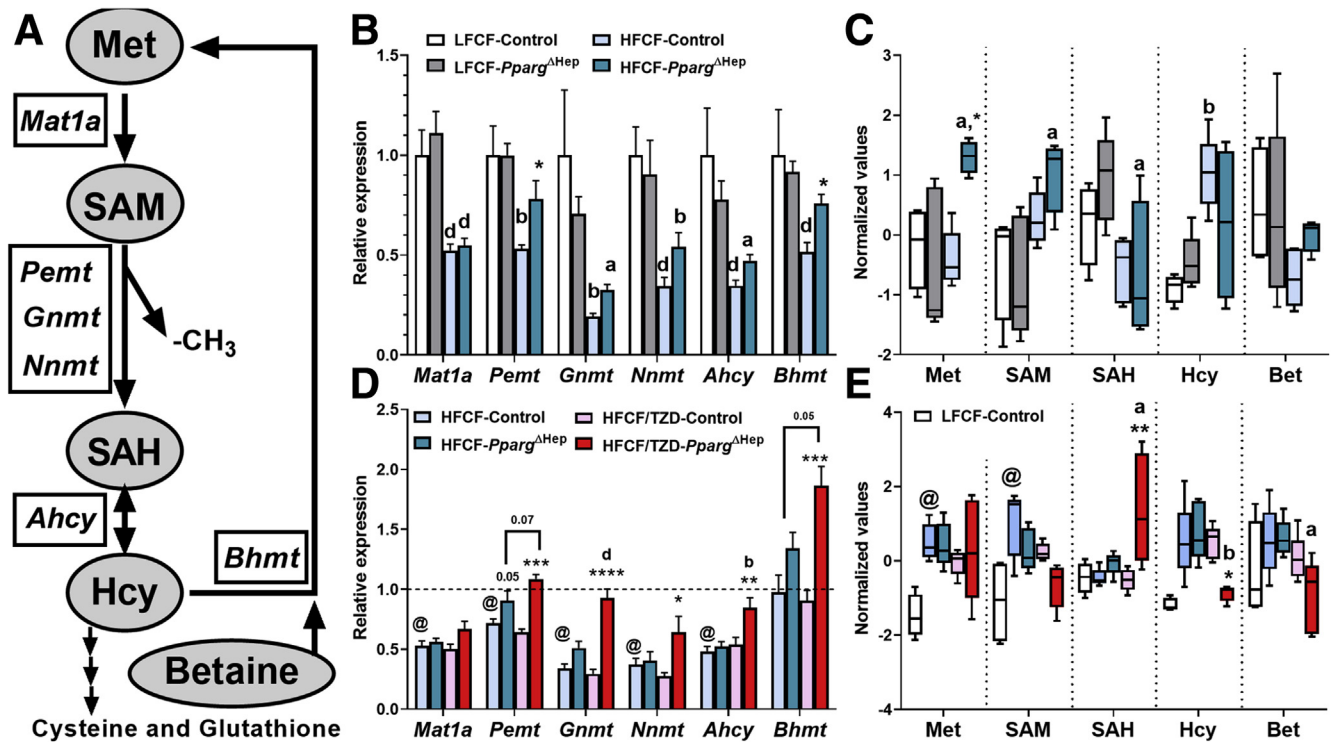 A
Met
Mat1a
SAM
Pemt
Gnmt
Nnmt
-CH3
SAH
Ahcy
Bhmt
Hcy
Betaine
Cysteine and Glutathione
B
LFCF-Control
HFCF-Control
LFCF-PpargΔHep
HFCF-PpargΔHep
Relative expression
1.5
1.0
0.5
0.0
d d
b *
b a
d b
d a
d *
Mat1a Pemt Gnmt Nnmt Ahcy Bhmt
C
Normalized values
3
2
1
0
-1
-2
a,*
a
a
b
Met SAM SAH Hcy Bet
D
HFCF-Control
HFCF/TZD-Control
HFCF-PpargΔHep
HFCF/TZD-PpargΔHep
Relative expression
2.5
2.0
1.5
1.0
0.5
0.0
@
@ 0.05 0.07 ***
@ d ****
@ *
@ b **
0.05 ***
Mat1a Pemt Gnmt Nnmt Ahcy Bhmt
E
LFCF-Control
Normalized values
4
2
0
-2
-4
@
@
a
**
b
*
a
Met SAM SAH Hcy Bet